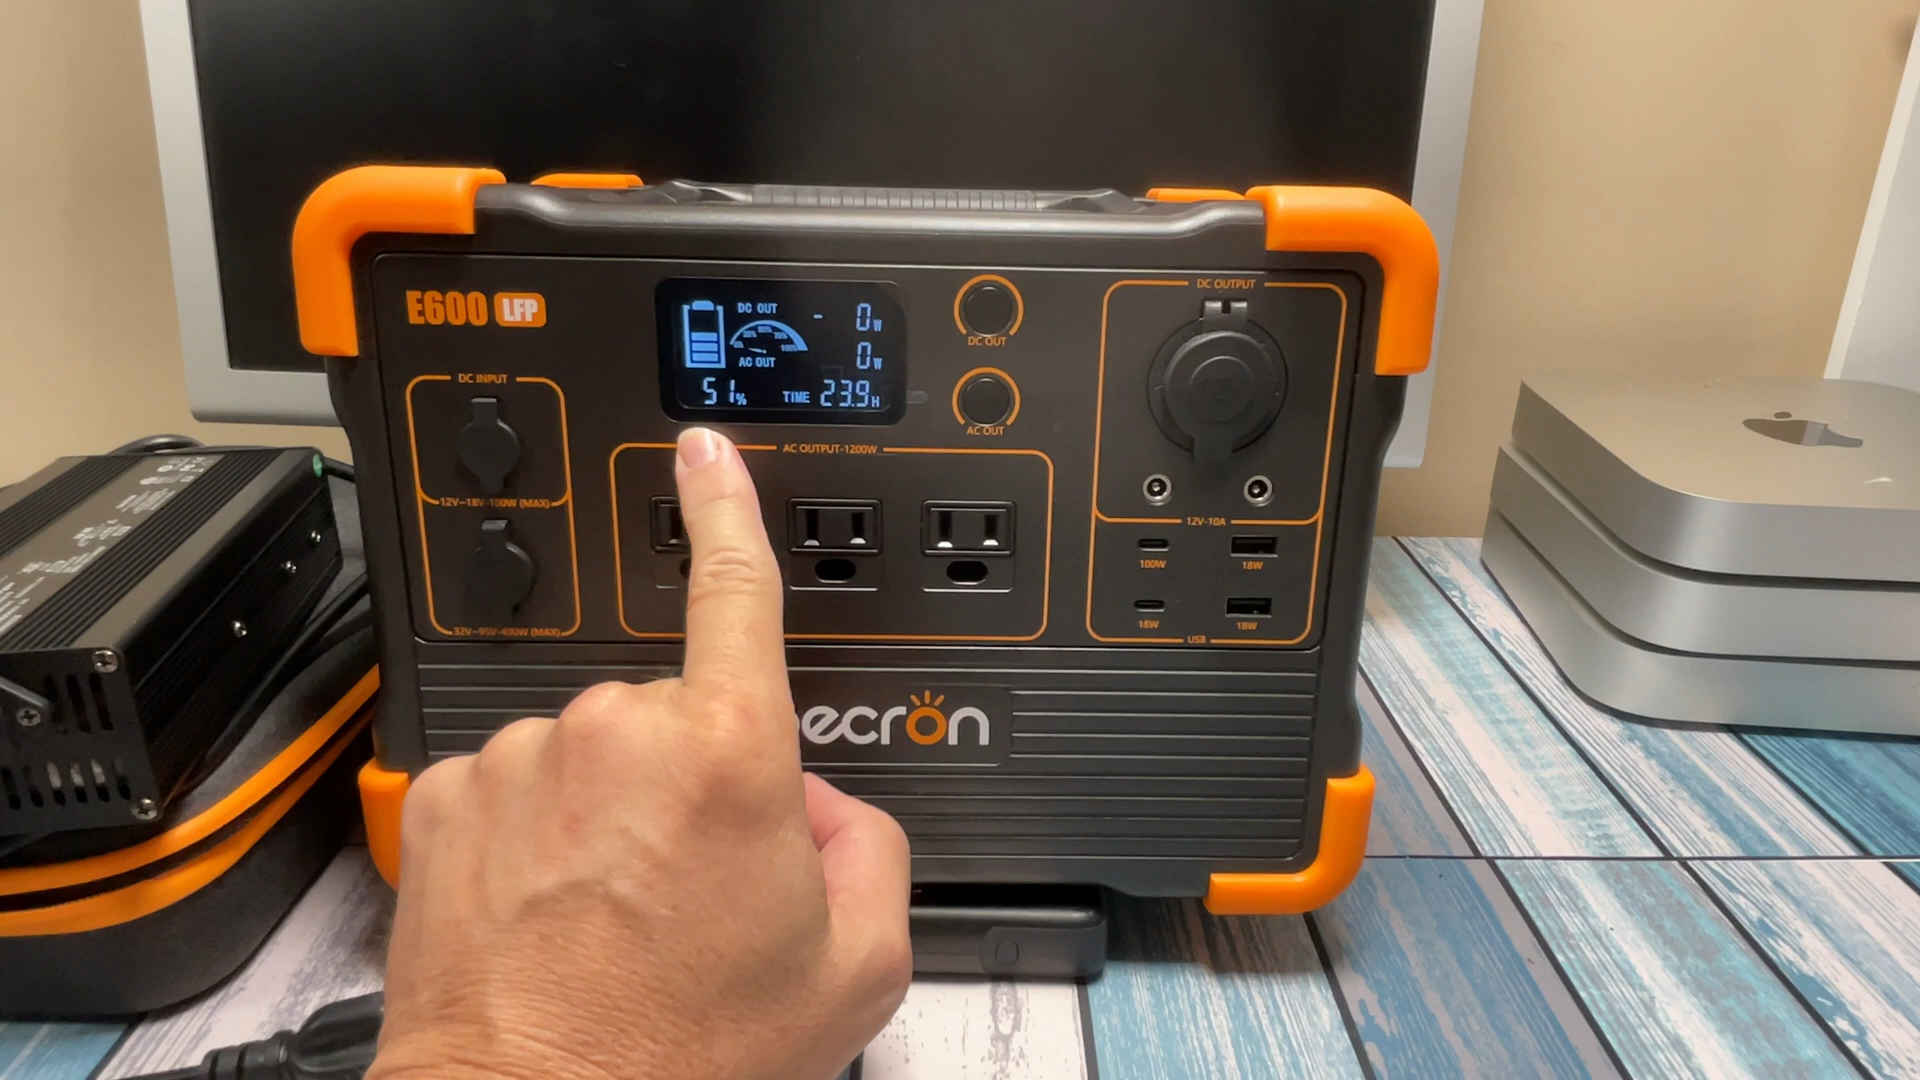 E600 LFP
DC OUT
- 0W
0W
AC OUT
51%
TIME 23.9H
DC OUT
AC OUT
DC INPUT
12V~18V-100W (MAX)
32V~95V-400W (MAX)
AC OUTPUT-1200W
DC OUTPUT
12V-10A
100W
18W
18W
18W
USB
ecron